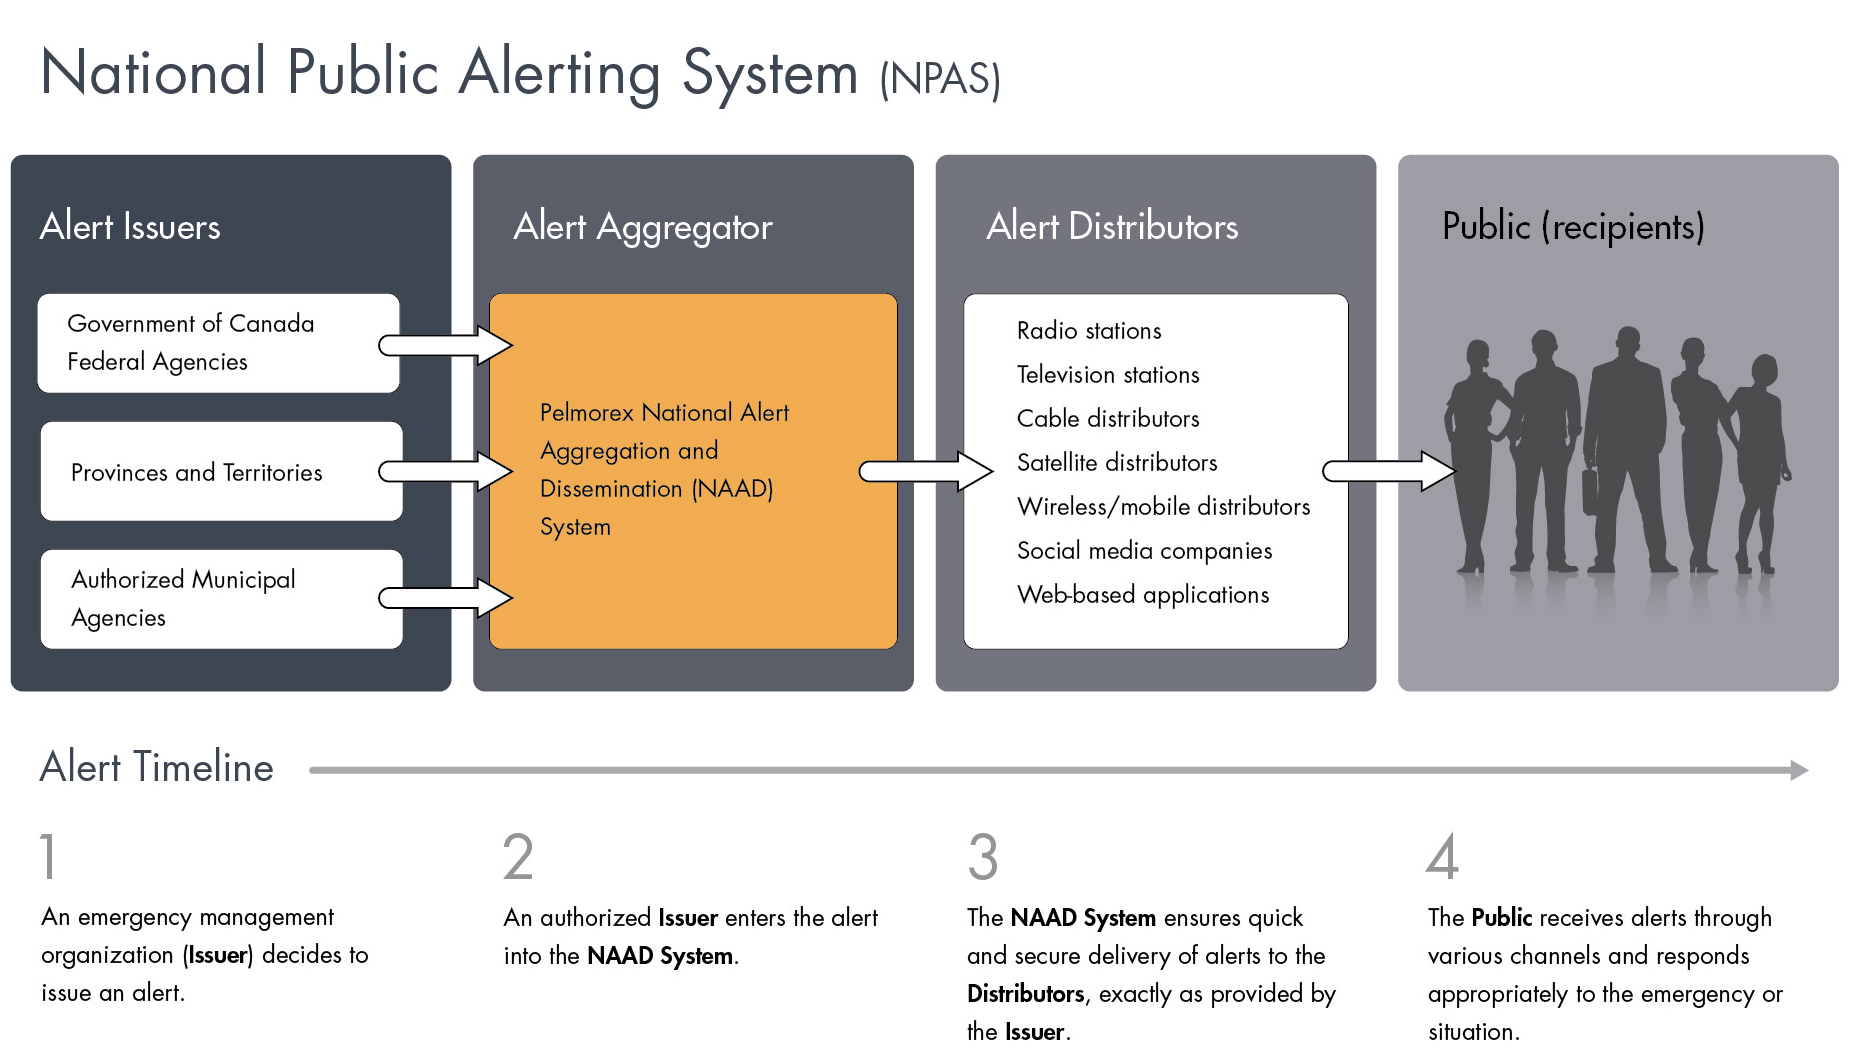 National Public Alerting System (NPAS)
Alert Issuers
Government of Canada
Federal Agencies
Provinces and Territories
Authorized Municipal
Agencies
Alert Aggregator
Pelmorex National Alert
Aggregation and
Dissemination (NAAD)
System
Alert Distributors
Radio stations
Television stations
Cable distributors
Satellite distributors
Wireless/mobile distributors
Social media companies
Web-based applications
Public (recipients)
Alert Timeline
1
An emergency management
organization (Issuer) decides to
issue an alert.
2
An authorized Issuer enters the alert
into the NAAD System.
3
The NAAD System ensures quick
and secure delivery of alerts to the
Distributors, exactly as provided by
the Issuer.
4
The Public receives alerts through
various channels and responds
appropriately to the emergency or
situation.